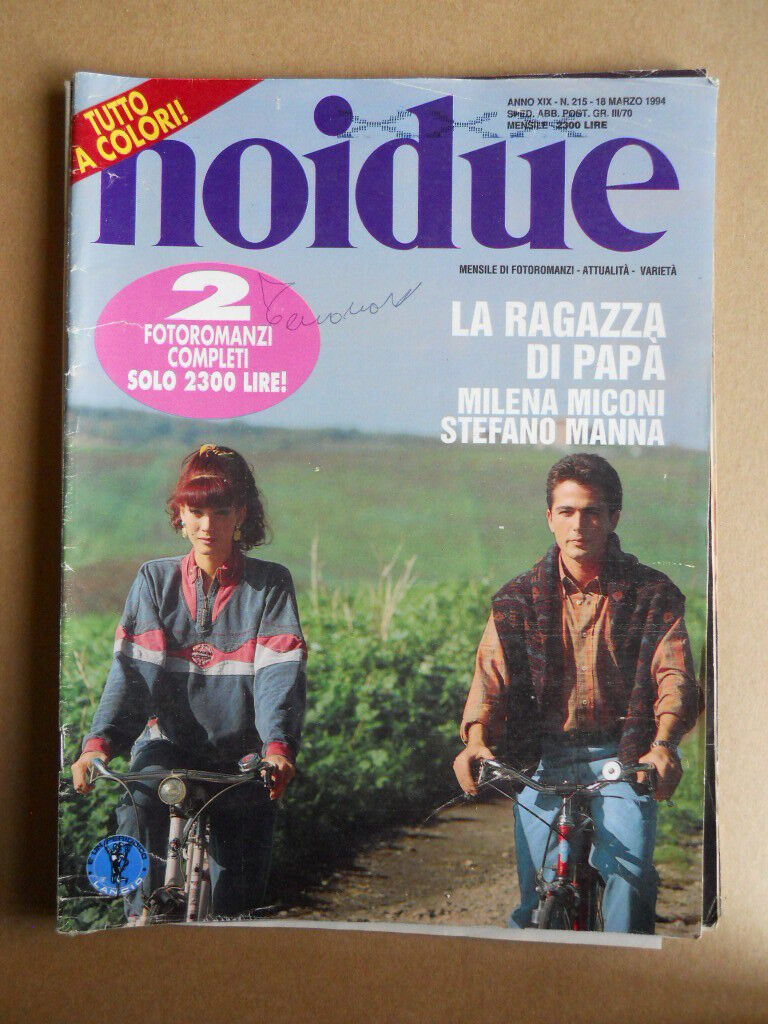 TUTTO
A COLORI!
noidue
ANNO XIX - N. 215 - 18 MARZO 1994
SPED. ABB. POST. GR. III/70
MENSILE - 2300 LIRE
MENSILE DI FOTOROMANZI - ATTUALITÀ - VARIETÀ
2
FOTOROMANZI
COMPLETI
SOLO 2300 LIRE!
LA RAGAZZA
DI PAPÀ
MILENA MICONI
STEFANO MANNA
LANCIO